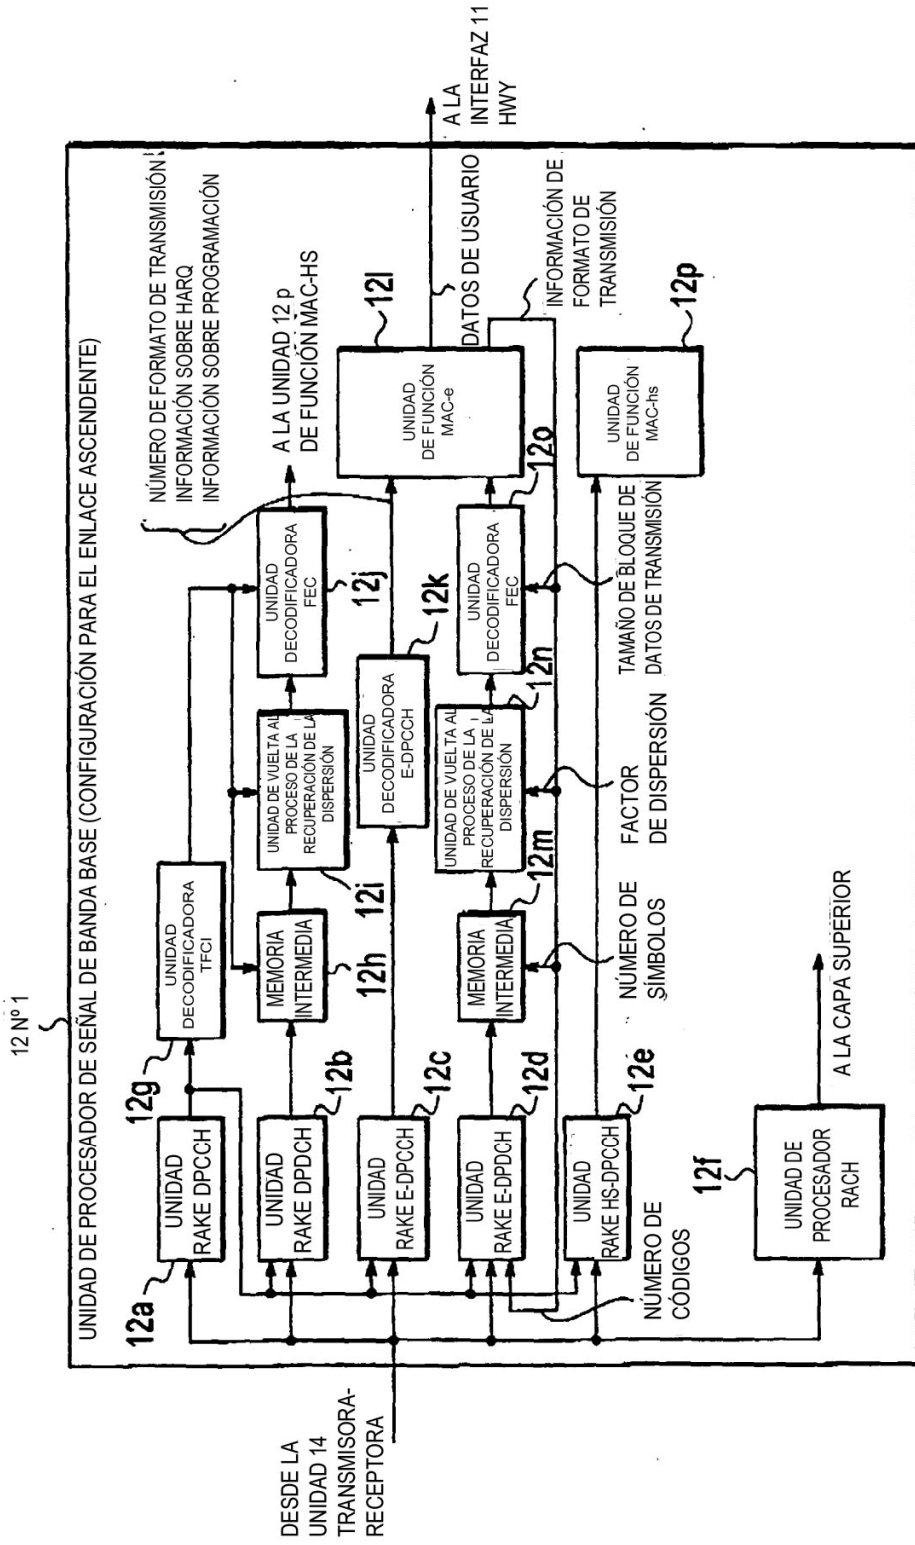 12 Nº 1
UNIDAD DE PROCESADOR DE SEÑAL DE BANDA BASE (CONFIGURACIÓN PARA EL ENLACE ASCENDENTE)
NÚMERO DE FORMATO DE TRANSMISIÓN
INFORMACIÓN SOBRE HARQ
INFORMACIÓN SOBRE PROGRAMACIÓN
12a
UNIDAD
RAKE DPCCH
12g
UNIDAD
DECODIFICADORA
TFCI
UNIDAD
RAKE DPDCH
12b
MEMORIA
INTERMEDIA
12h
UNIDAD DE VUELTA AL
PROCESO DE LA
RECUPERACIÓN DE LA
DISPERSIÓN
12i
UNIDAD
DECODIFICADORA
FEC
12j
A LA UNIDAD 12 p
DE FUNCIÓN MAC-HS
UNIDAD
RAKE E-DPCCH
12c
UNIDAD
DECODIFICADORA
E-DPCCH
12k
UNIDAD
DE FUNCIÓN
MAC-e
12l
A LA
INTERFAZ 11
HWY
DATOS DE USUARIO
UNIDAD
RAKE E-DPDCH
12d
MEMORIA
INTERMEDIA
12m
UNIDAD DE VUELTA AL
PROCESO DE LA
RECUPERACIÓN DE LA
DISPERSIÓN
12n
UNIDAD
DECODIFICADORA
FEC
12o
INFORMACIÓN DE
FORMATO DE
TRANSMISIÓN
DESDE LA
UNIDAD 14
TRANSMISORA-
RECEPTORA
NÚMERO DE
CÓDIGOS
NÚMERO DE
SÍMBOLOS
FACTOR
DE DISPERSIÓN
TAMAÑO DE BLOQUE DE
DATOS DE TRANSMISIÓN
UNIDAD
RAKE HS-DPCCH
12e
UNIDAD
DE FUNCIÓN
MAC-hs
12p
12f
UNIDAD DE
PROCESADOR
RACH
A LA CAPA SUPERIOR